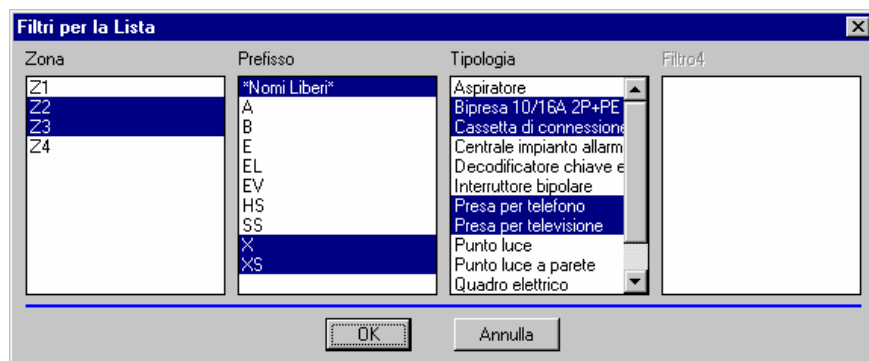 Filtri per la Lista
Zona
Z1
Z2
Z3
Z4
Prefisso
*Nomi Liberi*
A
B
E
EL
EV
HS
SS
X
XS
Tipologia
Aspiratore
Bipresa 10/16A 2P+PE
Cassetta di connessione
Centrale impianto allarm
Decodificatore chiave e
Interruttore bipolare
Presa per telefono
Presa per televisione
Punto luce
Punto luce a parete
Quadro elettrico
Filtro4
OK
Annulla